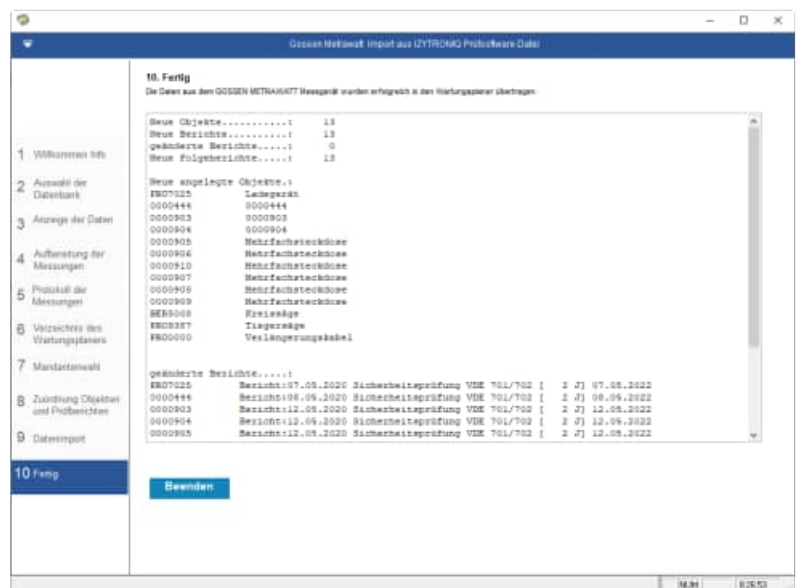 Gossen Metrawatt Import aus IZYTRONIQ Prüfsoftware Datei
10. Fertig
Die Daten aus dem GOSSEN METRAWATT Messgerät wurden erfolgreich in den Wartungsplaner übertragen.
Neue Objekte...........: 13
Neue Berichte..........: 13
geänderte Berichte.....: 0
Neue Folgeberichte.....: 13
Neue angelegte Objekte.:
FRO7025 Ladegerät
0000444 0000444
0000903 0000903
0000904 0000904
0000905 Mehrfachsteckdose
0000906 Mehrfachsteckdose
0000910 Mehrfachsteckdose
0000907 Mehrfachsteckdose
0000908 Mehrfachsteckdose
0000909 Mehrfachsteckdose
Kreissäge
Tigersäge
FRO0000 Verlängerungskabel
geänderte Berichte.....:
FRO7025 Bericht:07.05.2020 Sicherheitsprüfung VDE 701/702 [ 2 J] 07.05.2022
0000444 Bericht:08.05.2020 Sicherheitsprüfung VDE 701/702 [ 2 J] 08.05.2022
0000903 Bericht:12.05.2020 Sicherheitsprüfung VDE 701/702 [ 2 J] 12.05.2022
0000904 Bericht:12.05.2020 Sicherheitsprüfung VDE 701/702 [ 2 J] 12.05.2022
0000905 Bericht:12.05.2020 Sicherheitsprüfung VDE 701/702 [ 2 J] 12.05.2022
1 Willkommen Info
2 Auswahl der
Datenbank
3 Anzeige der Daten
4 Aufbereitung der
Messungen
5 Protokoll der
Messungen
6 Verzeichnis des
Wartungsplaners
7 Mandantenwahl
8 Zuordnung Objekten
und Prüfberichten
9 Datenimport
10 Fertig
Beenden
NUM